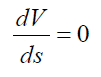 dV/ds = 0